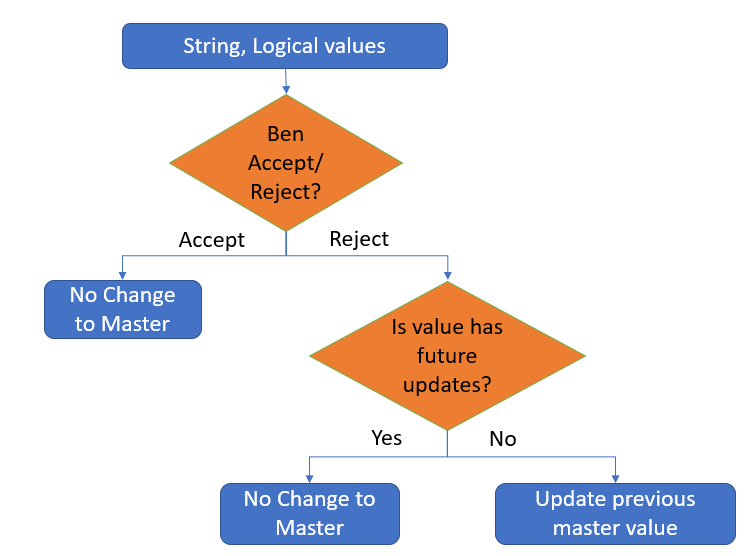 String, Logical values
Ben
Accept/
Reject?
Accept
Reject
No Change
to Master
Is value has
future
updates?
Yes
No
No Change to
Master
Update previous
master value